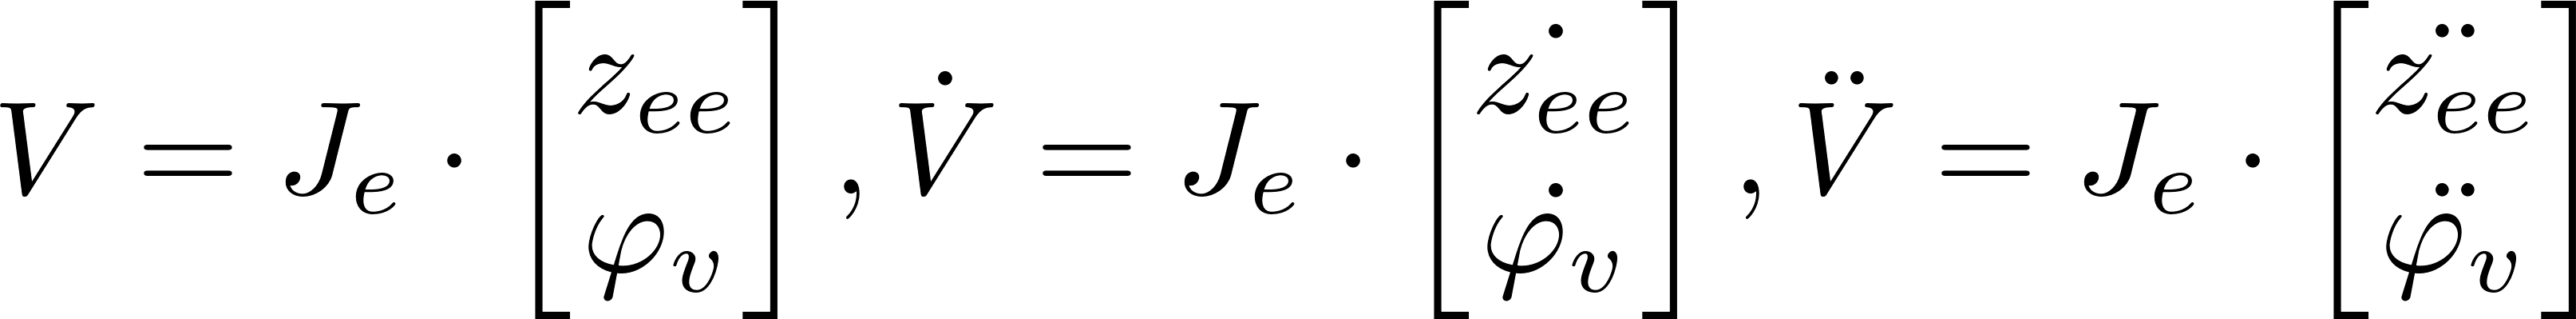 V = J_e · [z_ee; φ_v], V̇ = J_e · [ż_ee; φ̇_v], V̈ = J_e · [z̈_ee; φ̈_v]